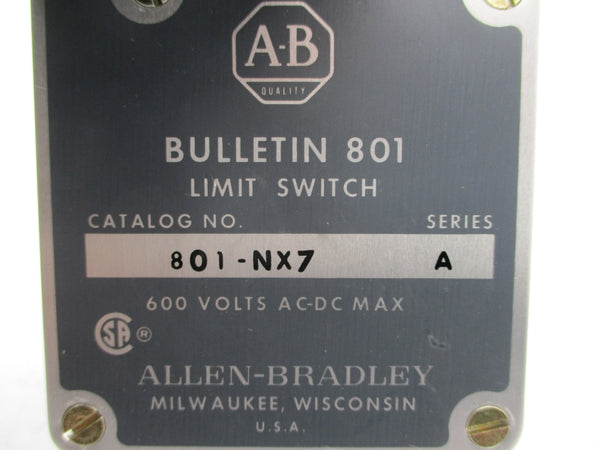 A-B
QUALITY
BULLETIN 801
LIMIT SWITCH
CATALOG NO. SERIES
801-NX7 A
600 VOLTS AC-DC MAX
SA ®
ALLEN-BRADLEY
MILWAUKEE, WISCONSIN
U.S.A.